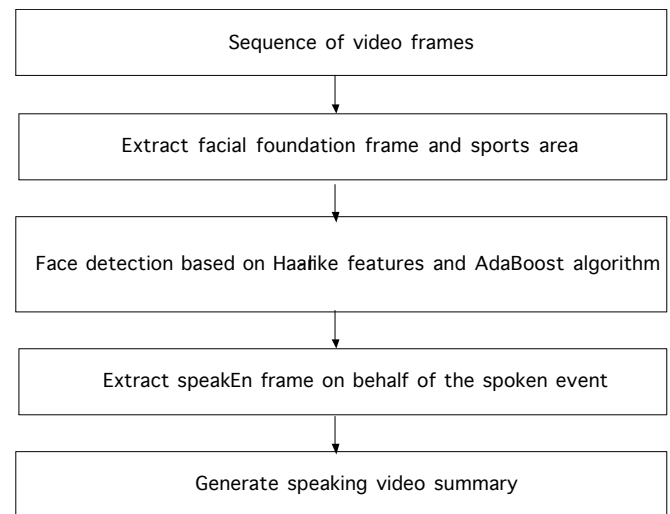 Sequence of video frames
Extract facial foundation frame and sports area
Face detection based on Haarlike features and AdaBoost algorithm
Extract speakEn frame on behalf of the spoken event
Generate speaking video summary